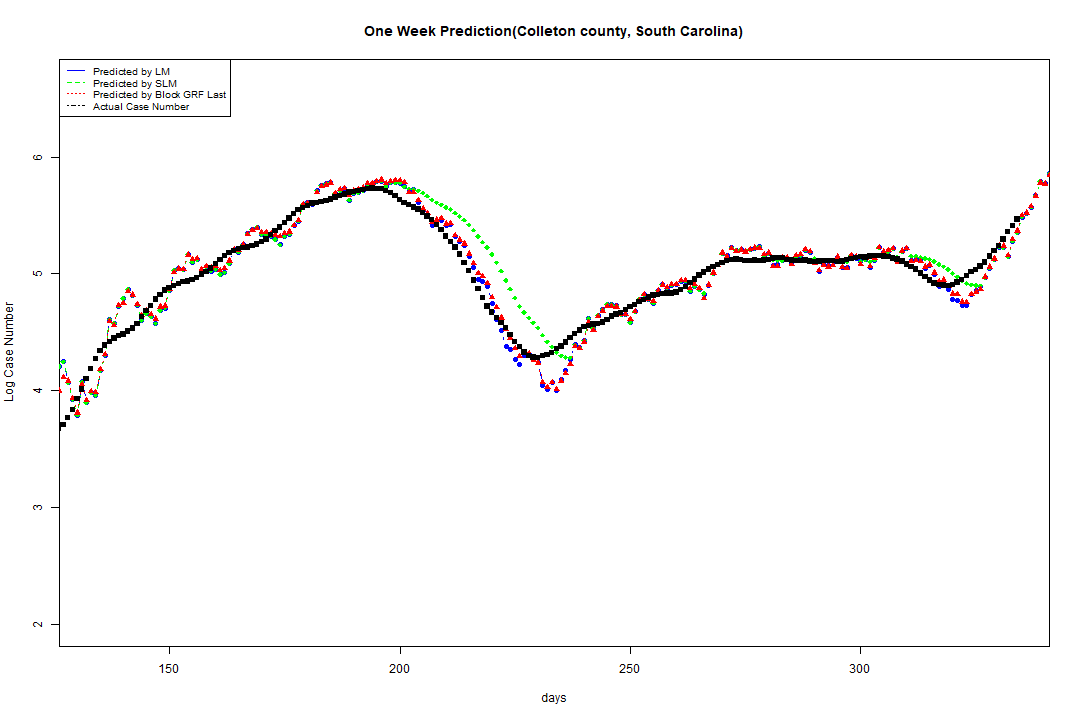 One Week Prediction(Colleton county, South Carolina)
Predicted by LM
Predicted by SLM
Predicted by Block GRF Last
Actual Case Number
6
5
4
3
2
Log Case Number
150 200 250 300
days